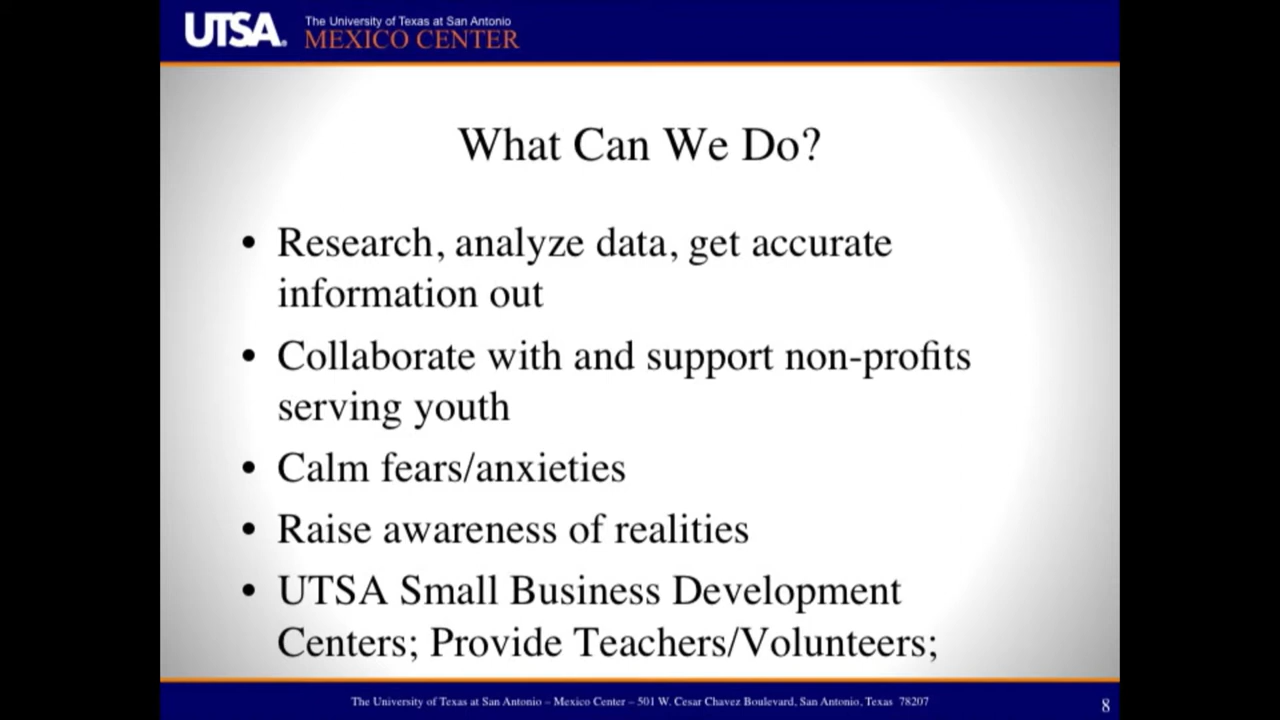 UTSA.
The University of Texas at San Antonio
MEXICO CENTER
What Can We Do?
• Research, analyze data, get accurate
information out
• Collaborate with and support non-profits
serving youth
• Calm fears/anxieties
• Raise awareness of realities
• UTSA Small Business Development
Centers; Provide Teachers/Volunteers;
The University of Texas at San Antonio – Mexico Center – 501 W. Cesar Chavez Boulevard, San Antonio, Texas 78207
8